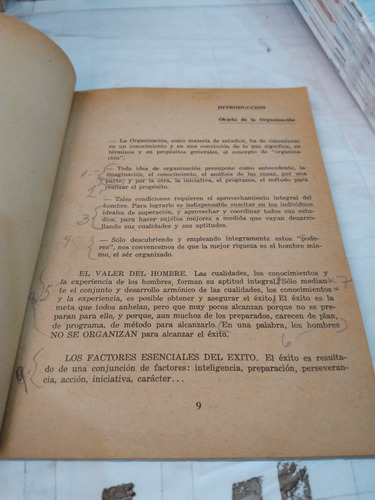 INTRODUCCION
Objeto de la Organización
— La Organización, como materia de estudios, ha de cimentarse
en un conocimiento y en una convicción de lo que significa, en
términos y en propósitos generales, el concepto de "organiza-
ción".
— Toda idea de organización presupone como antecedente, la
imaginación, el conocimiento, el análisis de las cosas, por una
parte; y por la otra, la iniciativa, el programa, el método para
realizar el propósito.
— Tales condiciones requieren el aprovechamiento integral del
hombre. Para lograrlo es indispensable suscitar en los individuos
ideales de superación, y aprovechar y coordinar todos sus estu-
dios, para hacer sujetos mejores a medida que vayan desarro-
llando sus cualidades y sus aptitudes.
— Sólo descubriendo y empleando íntegramente estos "pode-
res", nos convencemos de que la mejor riqueza es el hombre mis-
mo, el ser organizado.
EL VALER DEL HOMBRE. Las cualidades, los conocimientos y
la experiencia de los hombres, forman su aptitud integral. Sólo median-
te el conjunto y desarrollo armónico de las cualidades, los conocimientos
y la experiencia, es posible obtener y asegurar el éxito. El éxito es la
meta que todos anhelan, pero que muy pocos alcanzan porque no se pre-
paran para ello, y porque, aun muchos de los preparados, carecen de plan,
de programa, de método para alcanzarlo. En una palabra, los hombres
NO SE ORGANIZAN para alcanzar el éxito.
LOS FACTORES ESENCIALES DEL EXITO. El éxito es resulta-
do de una conjunción de factores: inteligencia, preparación, perseveran-
cia, acción, iniciativa, carácter...
9